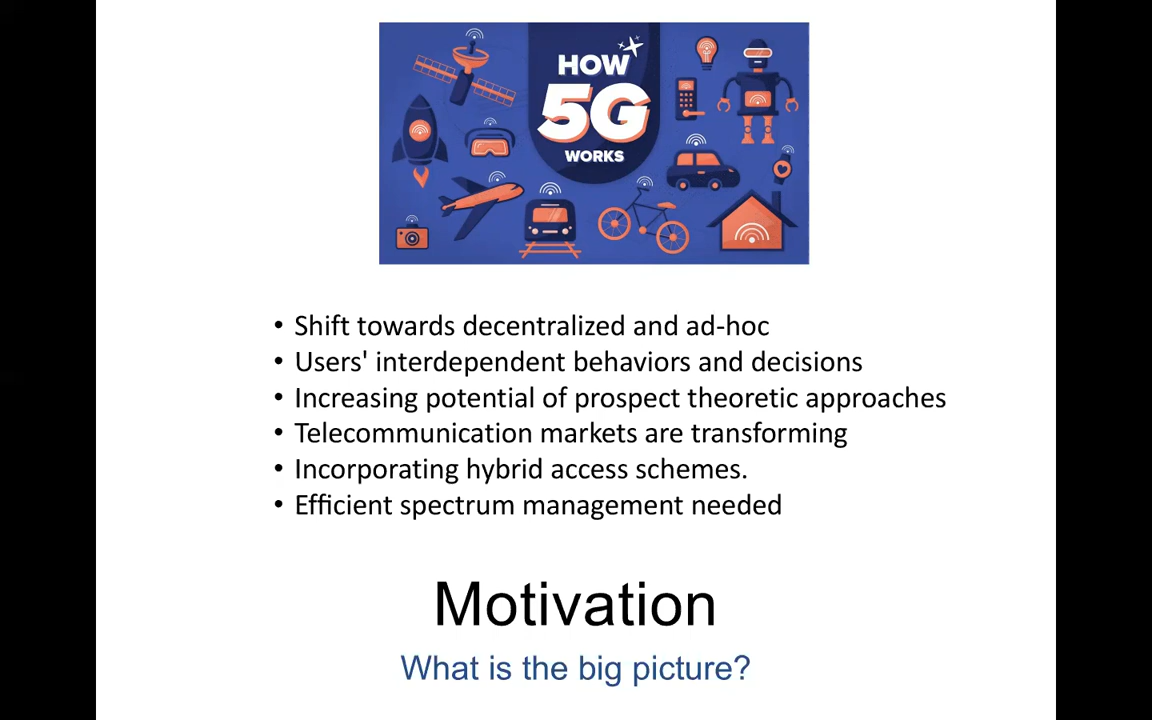 HOW
5G
WORKS
• Shift towards decentralized and ad-hoc
• Users' interdependent behaviors and decisions
• Increasing potential of prospect theoretic approaches
• Telecommunication markets are transforming
• Incorporating hybrid access schemes.
• Efficient spectrum management needed
Motivation
What is the big picture?